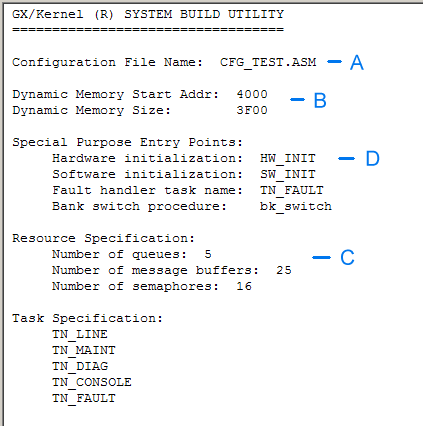 GX/Kernel (R) SYSTEM BUILD UTILITY
==================================
Configuration File Name:  CFG_TEST.ASM — A
Dynamic Memory Start Addr:  4000
Dynamic Memory Size:        3F00 — B
Special Purpose Entry Points:
Hardware initialization:  HW_INIT — D
Software initialization:  SW_INIT
Fault handler task name:  TN_FAULT
Bank switch procedure:    bk_switch
Resource Specification:
Number of queues:  5 — C
Number of message buffers:  25
Number of semaphores:  16
Task Specification:
TN_LINE
TN_MAINT
TN_DIAG
TN_CONSOLE
TN_FAULT